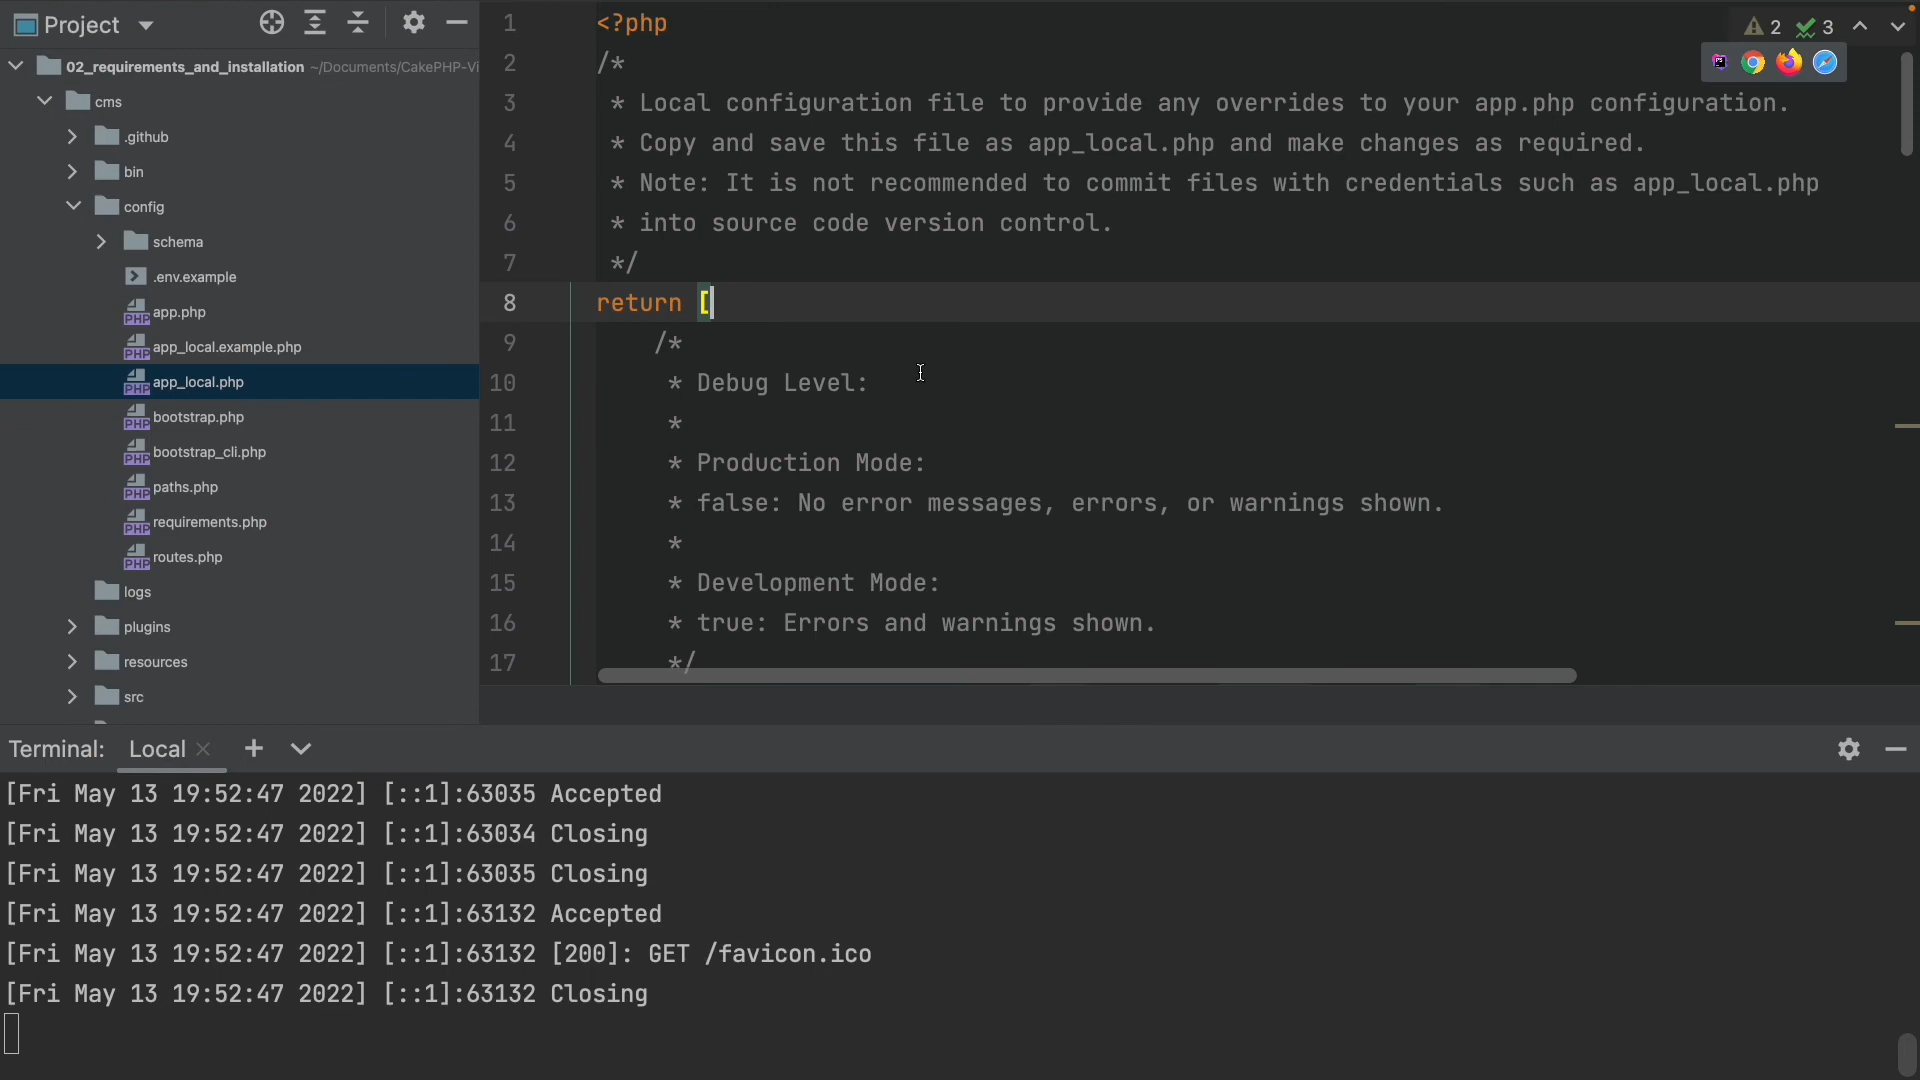 Project
02_requirements_and_installation ~/Documents/CakePHP-Vi
cms
.github
bin
config
schema
.env.example
app.php
app_local.example.php
app_local.php
bootstrap.php
bootstrap_cli.php
paths.php
requirements.php
routes.php
logs
plugins
resources
src
2 3
1 <?php
2 /*
3 * Local configuration file to provide any overrides to your app.php configuration.
4 * Copy and save this file as app_local.php and make changes as required.
5 * Note: It is not recommended to commit files with credentials such as app_local.php
6 * into source code version control.
7 */
8 return [
9 /*
10 * Debug Level:
11 *
12 * Production Mode:
13 * false: No error messages, errors, or warnings shown.
14 *
15 * Development Mode:
16 * true: Errors and warnings shown.
17 */
Terminal: Local
[Fri May 13 19:52:47 2022] [::1]:63035 Accepted
[Fri May 13 19:52:47 2022] [::1]:63034 Closing
[Fri May 13 19:52:47 2022] [::1]:63035 Closing
[Fri May 13 19:52:47 2022] [::1]:63132 Accepted
[Fri May 13 19:52:47 2022] [::1]:63132 [200]: GET /favicon.ico
[Fri May 13 19:52:47 2022] [::1]:63132 Closing